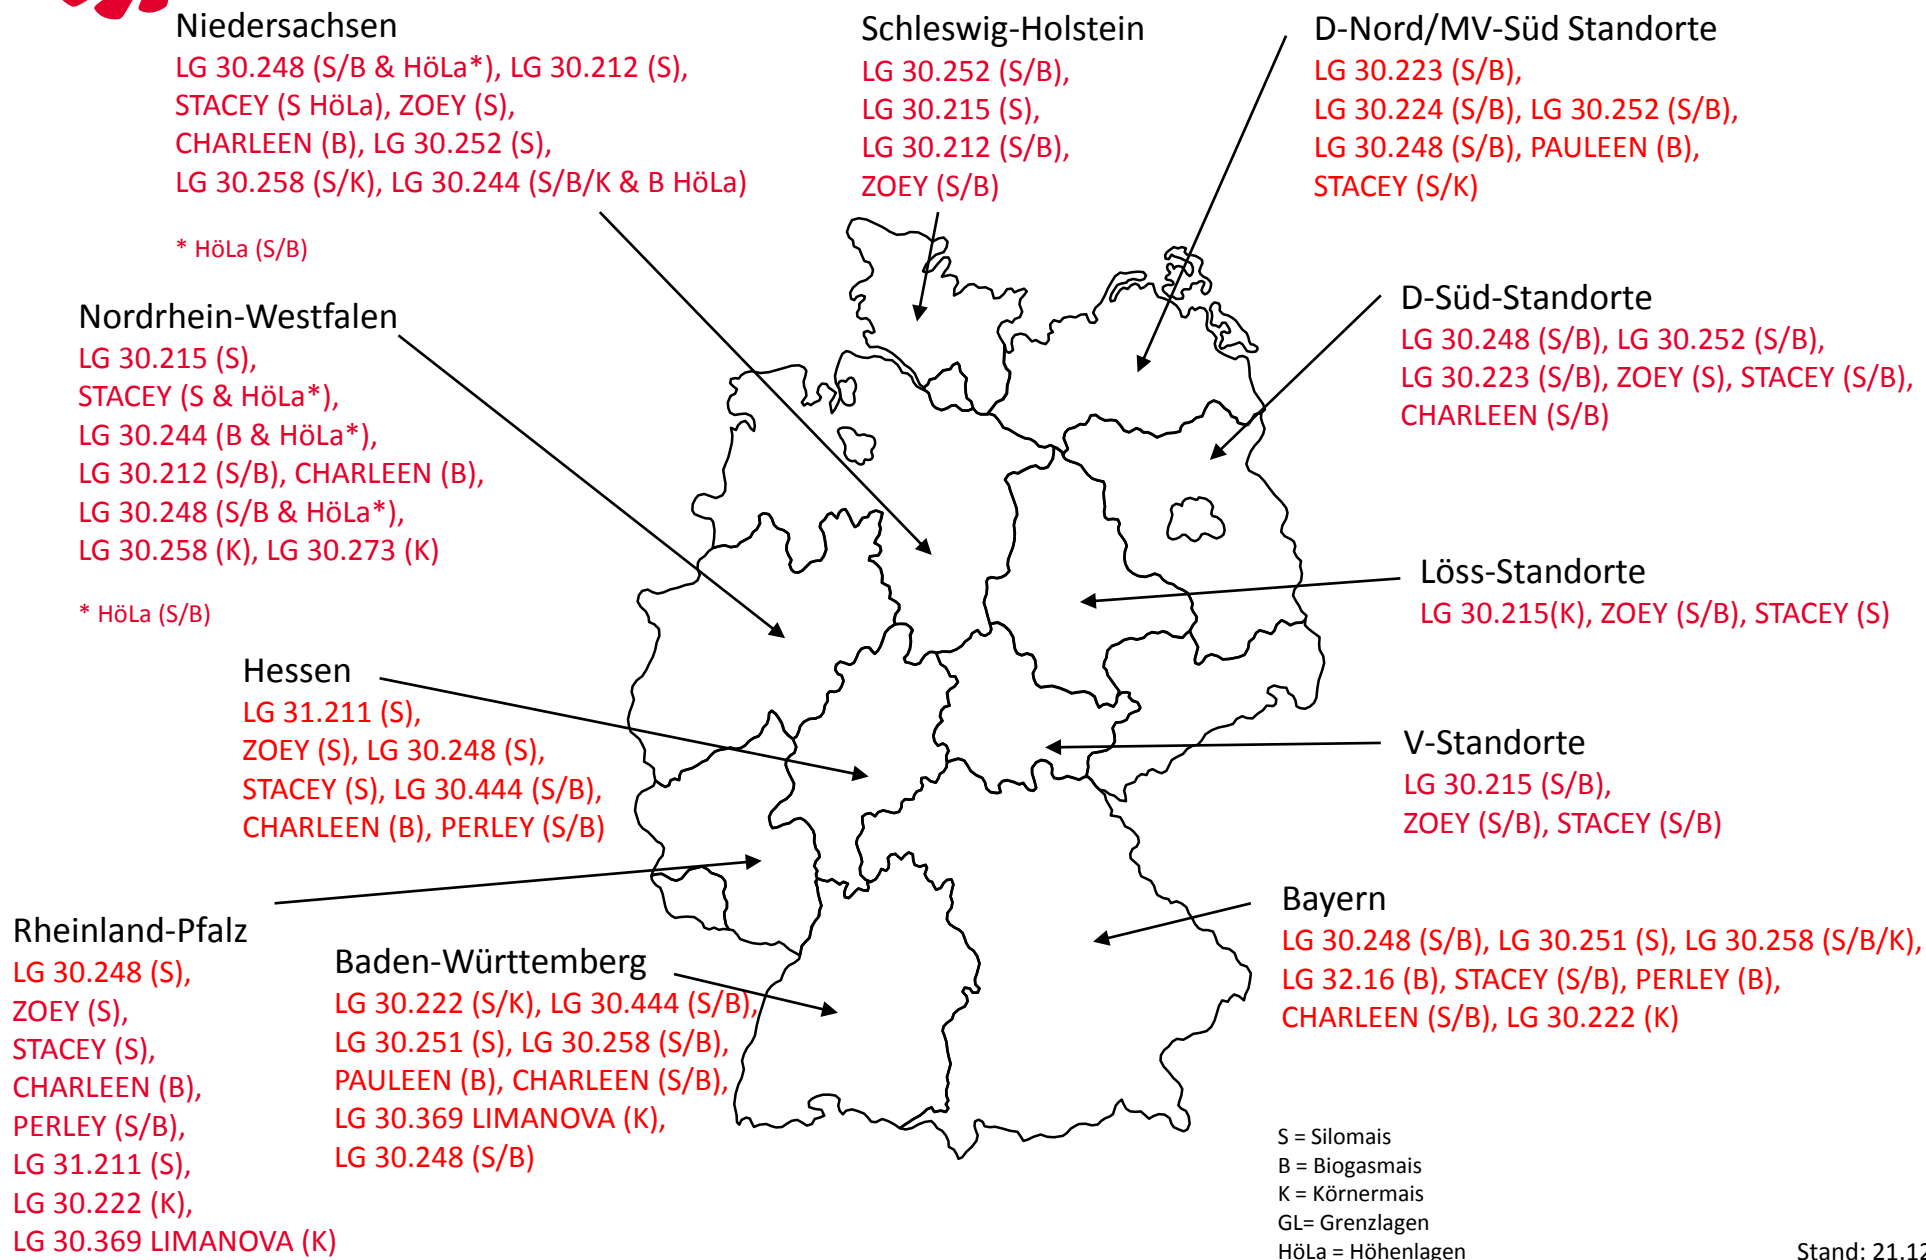 Niedersachsen
LG 30.248 (S/B & HöLa*), LG 30.212 (S),
STACEY (S HöLa), ZOEY (S),
CHARLEEN (B), LG 30.252 (S),
LG 30.258 (S/K), LG 30.244 (S/B/K & B HöLa)
* HöLa (S/B)
Schleswig-Holstein
LG 30.252 (S/B),
LG 30.215 (S),
LG 30.212 (S/B),
ZOEY (S/B)
D-Nord/MV-Süd Standorte
LG 30.223 (S/B),
LG 30.224 (S/B), LG 30.252 (S/B),
LG 30.248 (S/B), PAULEEN (B),
STACEY (S/K)
Nordrhein-Westfalen
LG 30.215 (S),
STACEY (S & HöLa*),
LG 30.244 (B & HöLa*),
LG 30.212 (S/B), CHARLEEN (B),
LG 30.248 (S/B & HöLa*),
LG 30.258 (K), LG 30.273 (K)
* HöLa (S/B)
D-Süd-Standorte
LG 30.248 (S/B), LG 30.252 (S/B),
LG 30.223 (S/B), ZOEY (S), STACEY (S/B),
CHARLEEN (S/B)
Löss-Standorte
LG 30.215(K), ZOEY (S/B), STACEY (S)
Hessen
LG 31.211 (S),
ZOEY (S), LG 30.248 (S),
STACEY (S), LG 30.444 (S/B),
CHARLEEN (B), PERLEY (S/B)
V-Standorte
LG 30.215 (S/B),
ZOEY (S/B), STACEY (S/B)
Rheinland-Pfalz
LG 30.248 (S),
ZOEY (S),
STACEY (S),
CHARLEEN (B),
PERLEY (S/B),
LG 31.211 (S),
LG 30.222 (K),
LG 30.369 LIMANOVA (K)
Baden-Württemberg
LG 30.222 (S/K), LG 30.444 (S/B),
LG 30.251 (S), LG 30.258 (S/B),
PAULEEN (B), CHARLEEN (S/B),
LG 30.369 LIMANOVA (K),
LG 30.248 (S/B)
Bayern
LG 30.248 (S/B), LG 30.251 (S), LG 30.258 (S/B/K),
LG 32.16 (B), STACEY (S/B), PERLEY (B),
CHARLEEN (S/B), LG 30.222 (K)
S = Silomais
B = Biogasmais
K = Körnermais
GL= Grenzlagen
HöLa = Höhenlagen
Stand: 21.12